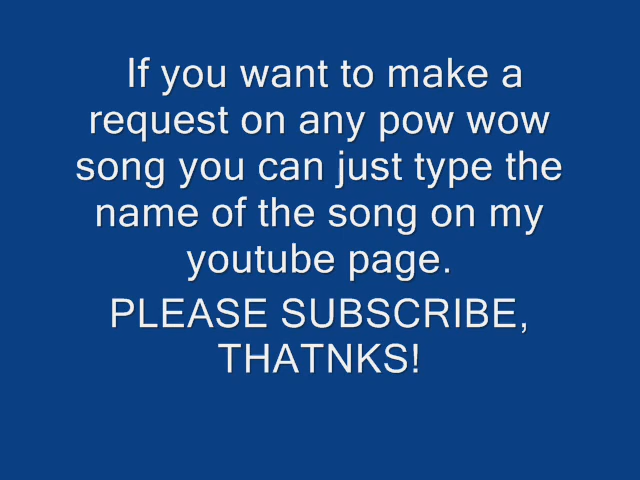 If you want to make a
request on any pow wow
song you can just type the
name of the song on my
youtube page.
PLEASE SUBSCRIBE,
THATNKS!